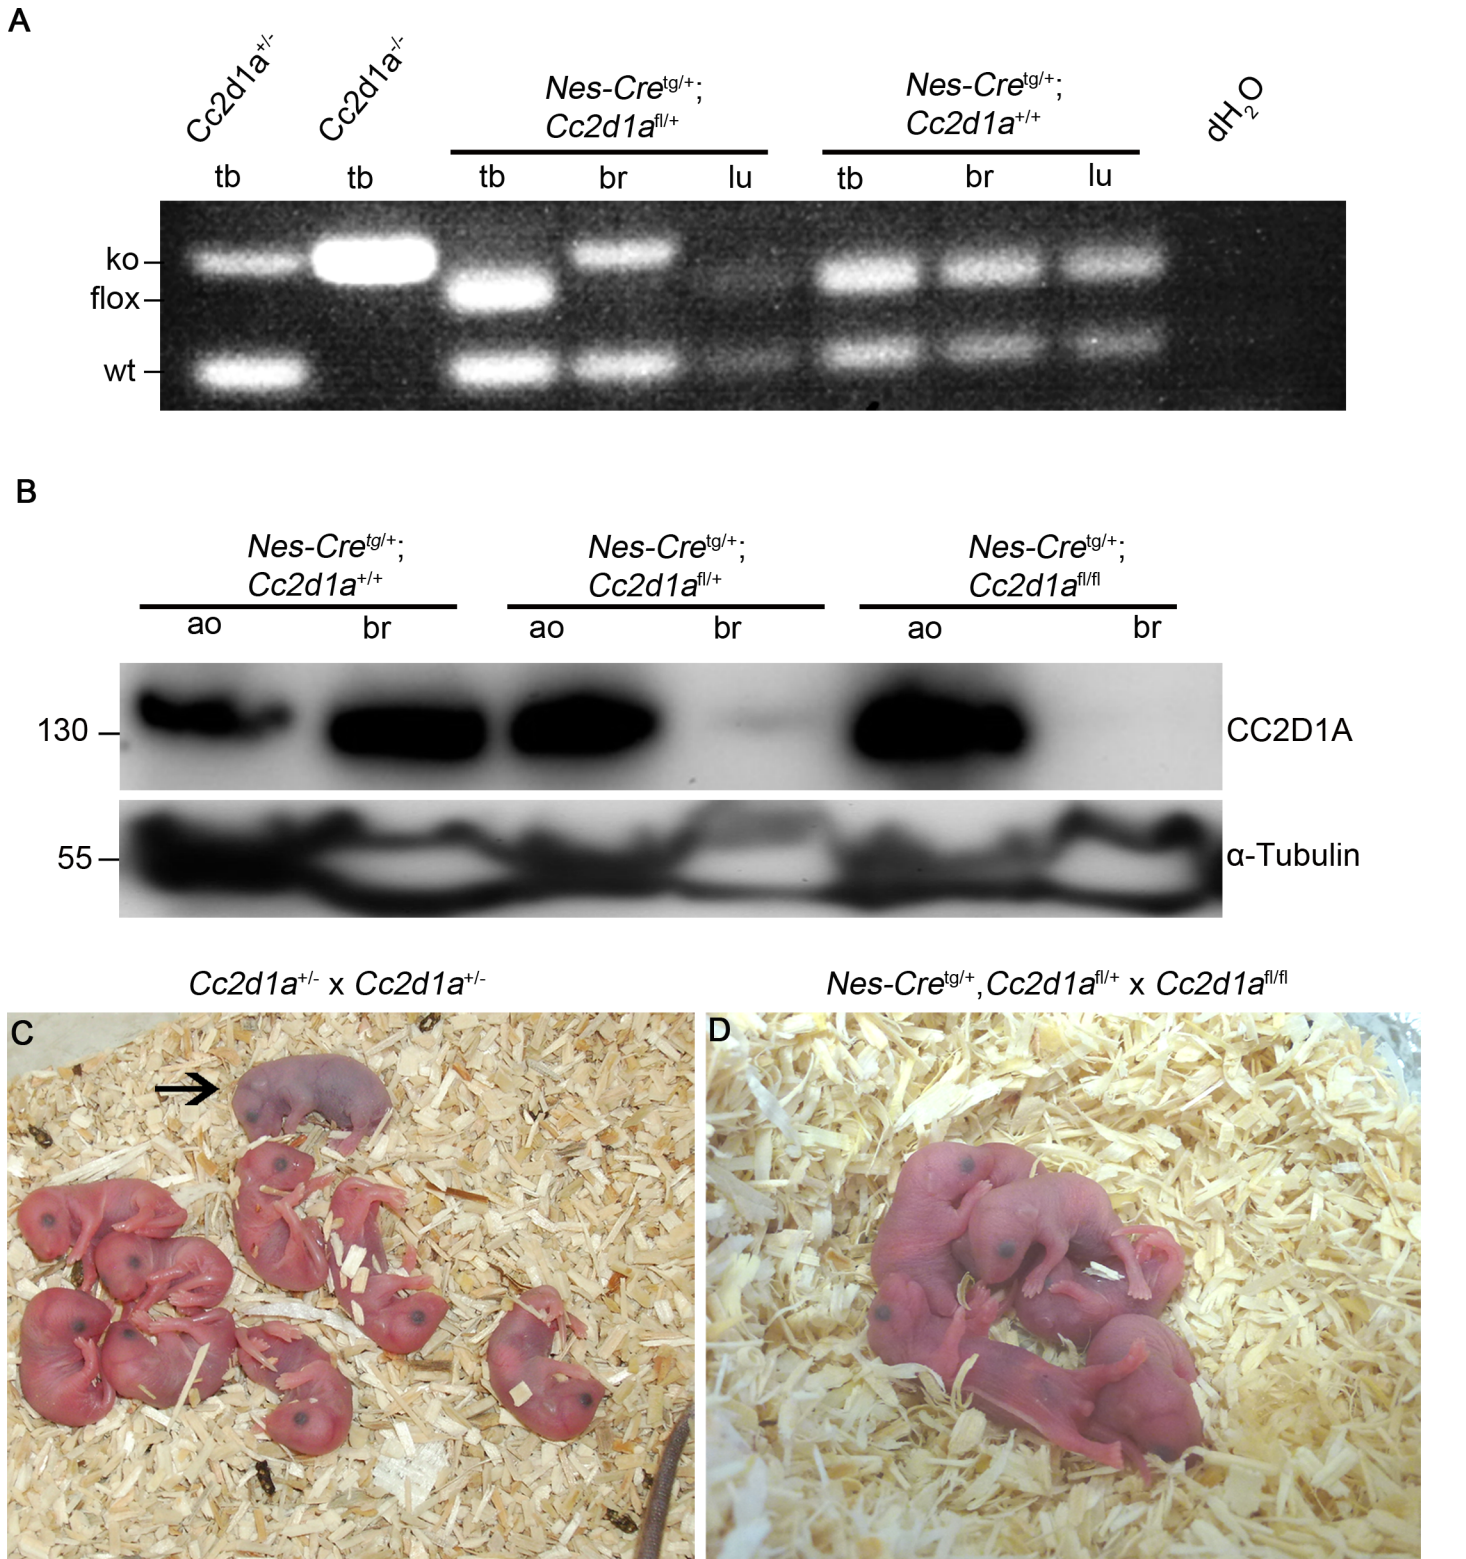 A
Cc2d1a+/- Cc2d1a-/- Nes-Cretg/+; Nes-Cretg/+; dH2O
Cc2d1afl/+ Cc2d1a+/+
tb tb tb br lu tb br lu
ko
flox
wt
B
Nes-Cretg/+; Nes-Cretg/+; Nes-Cretg/+;
Cc2d1a+/+ Cc2d1afl/+ Cc2d1afl/fl
ao br ao br ao br
130 CC2D1A
55 α-Tubulin
Cc2d1a+/- x Cc2d1a+/- Nes-Cretg/+,Cc2d1afl/+ x Cc2d1afl/fl
C D